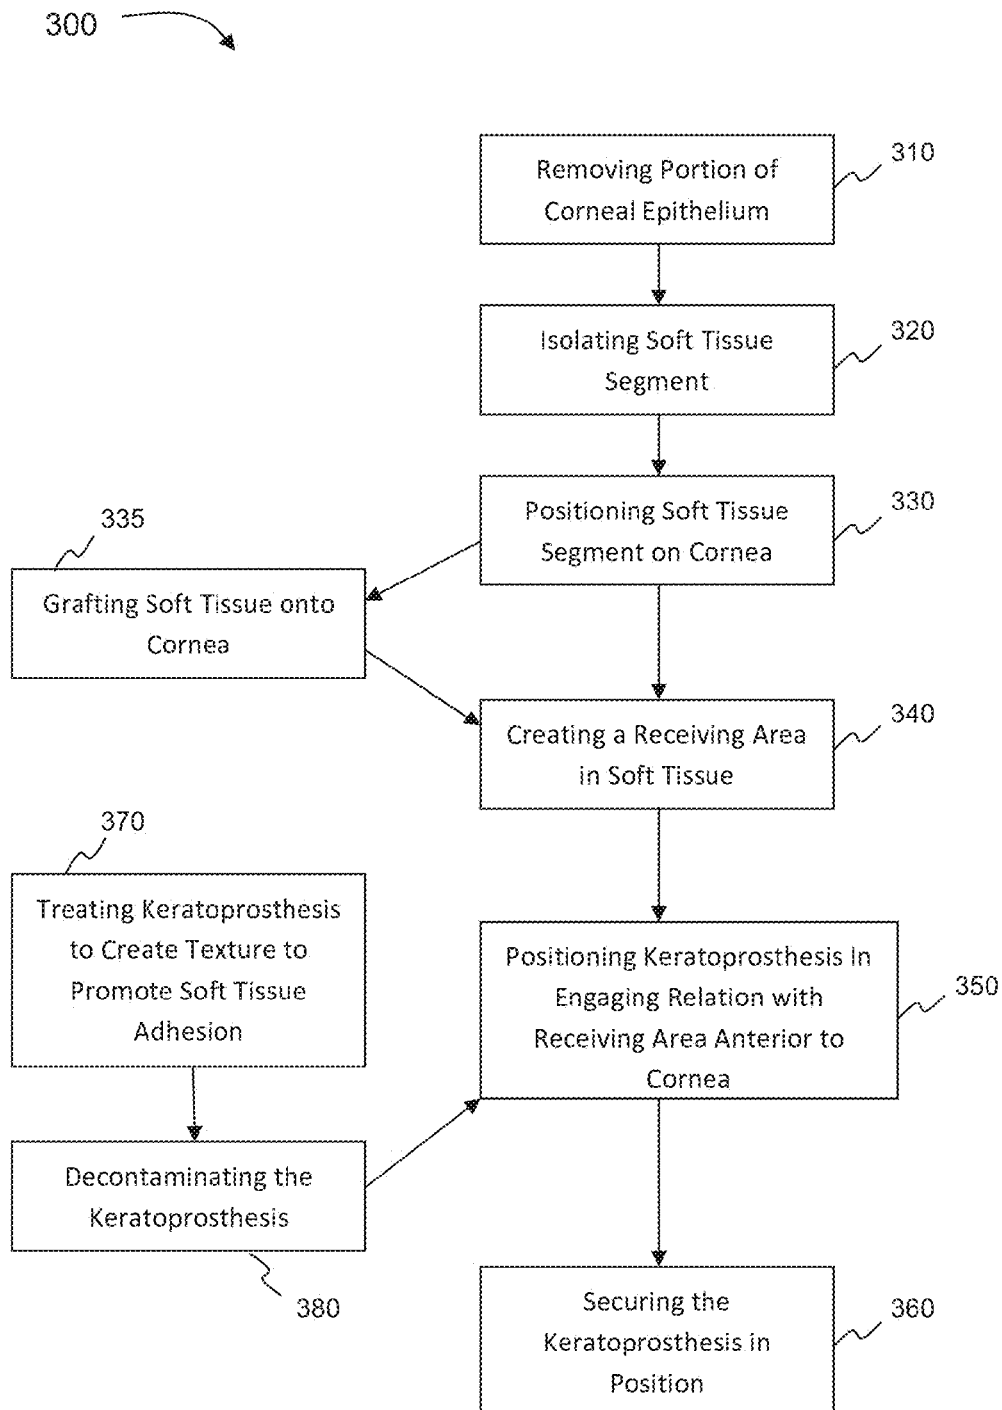 300
310
Removing Portion of
Corneal Epithelium
320
Isolating Soft Tissue
Segment
330
Positioning Soft Tissue
Segment on Cornea
335
Grafting Soft Tissue onto
Cornea
340
Creating a Receiving Area
in Soft Tissue
370
Treating Keratoprosthesis
to Create Texture to
Promote Soft Tissue
Adhesion
350
Positioning Keratoprosthesis In
Engaging Relation with
Receiving Area Anterior to
Cornea
Decontaminating the
Keratoprosthesis
380
360
Securing the
Keratoprosthesis in
Position